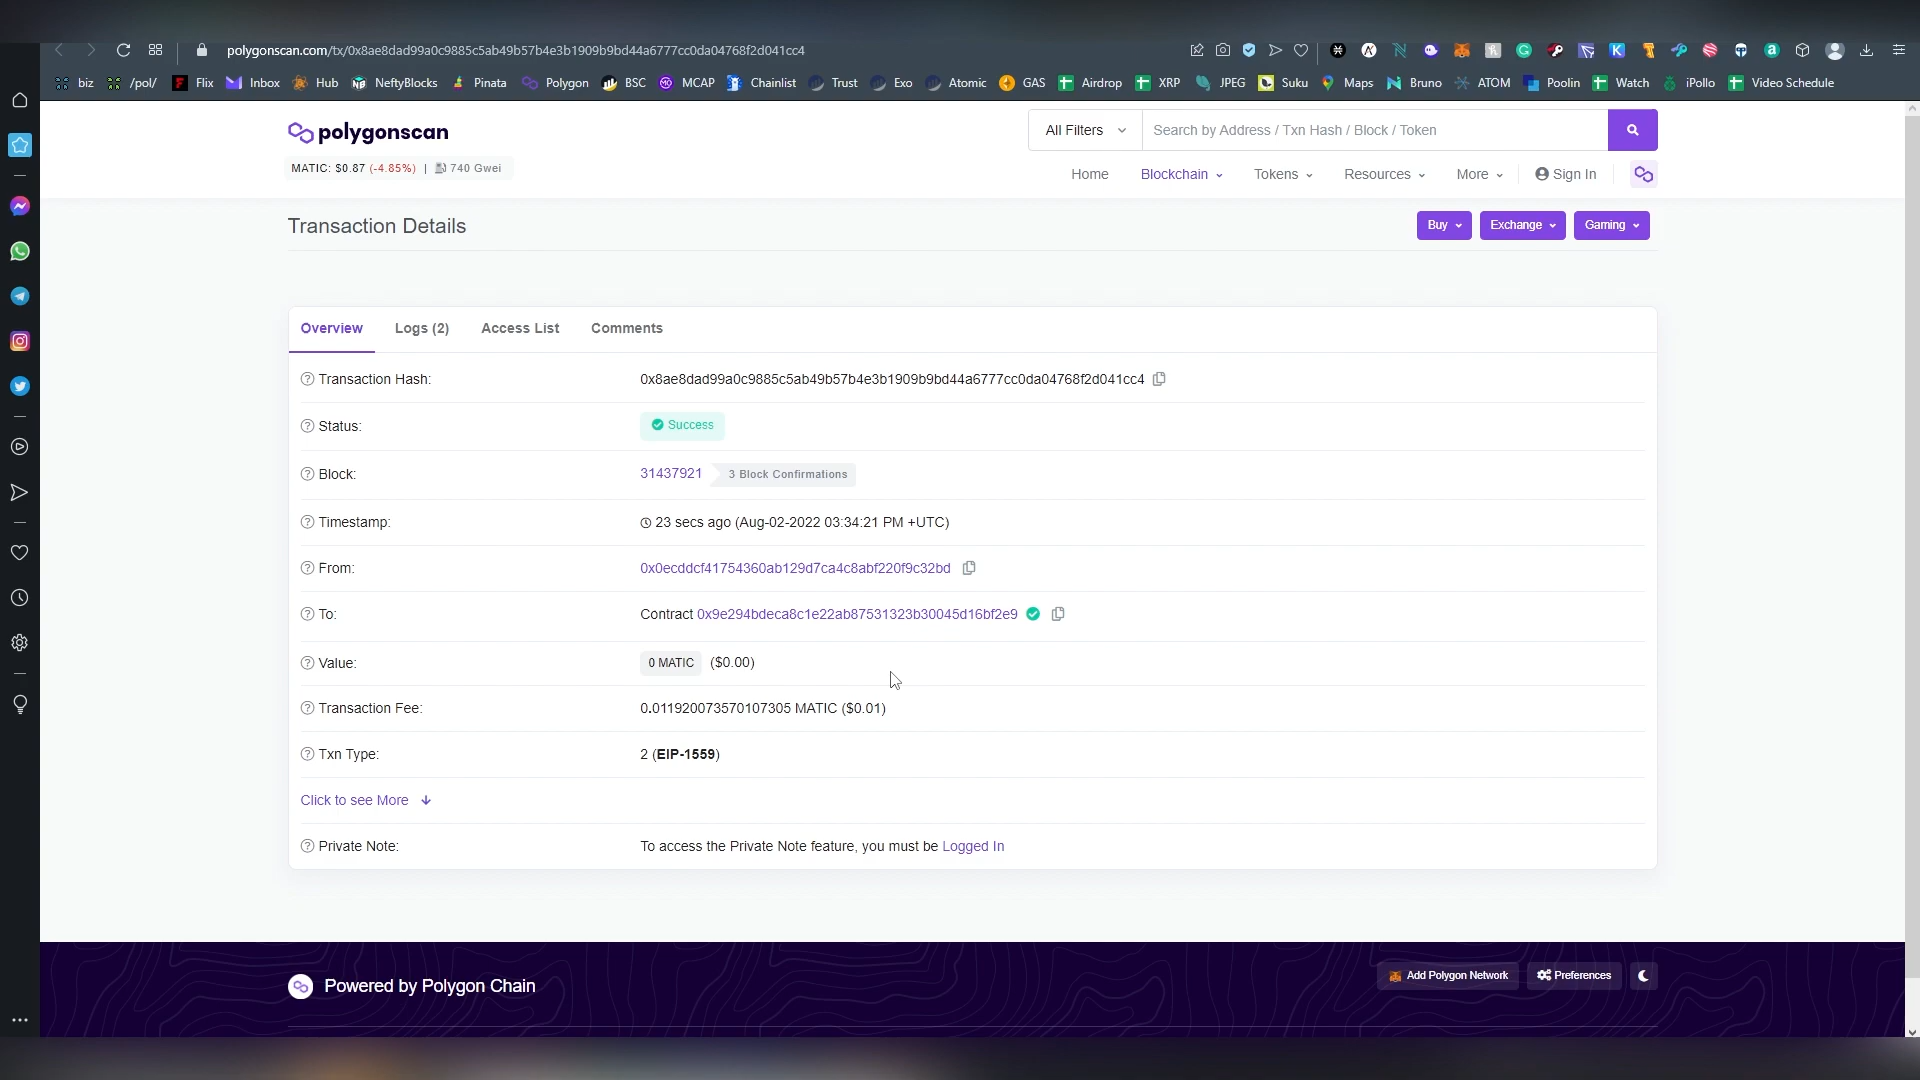 polygonscan.com/tx/0x8ae8dad99a0c9885c5ab49b57b4e3b1909b9bd44a6777cc0da04768f2d041cc4
biz /pol/ Flix Inbox Hub NeftyBlocks Pinata Polygon BSC MCAP Chainlist Trust Exo Atomic GAS Airdrop XRP JPEG Suku Maps Bruno ATOM Poolin Watch iPollo Video Schedule
polygonscan
All Filters Search by Address / Txn Hash / Block / Token
MATIC: $0.87 (-4.85%) | 740 Gwei
Home Blockchain Tokens Resources More Sign In
Transaction Details
Buy Exchange Gaming
Overview Logs (2) Access List Comments
Transaction Hash: 0x8ae8dad99a0c9885c5ab49b57b4e3b1909b9bd44a6777cc0da04768f2d041cc4
Status: Success
Block: 31437921 3 Block Confirmations
Timestamp: 23 secs ago (Aug-02-2022 03:34:21 PM +UTC)
From: 0x0ecddcf41754360ab129d7ca4c8abf220f9c32bd
To: Contract 0x9e294bdeca8c1e22ab87531323b30045d16bf2e9
Value: 0 MATIC ($0.00)
Transaction Fee: 0.011920073570107305 MATIC ($0.01)
Txn Type: 2 (EIP-1559)
Click to see More
Private Note: To access the Private Note feature, you must be Logged In
Powered by Polygon Chain
Add Polygon Network Preferences